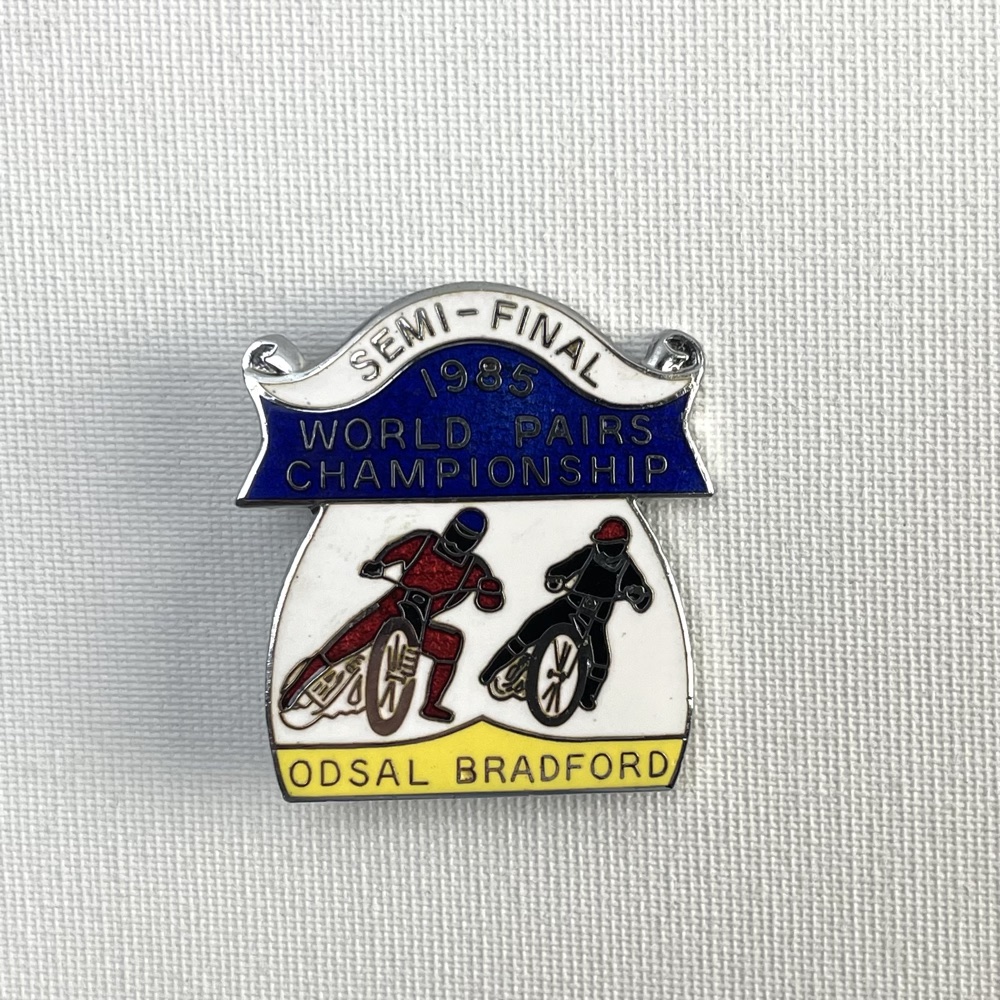 SEMI-FINAL
1985
WORLD PAIRS
CHAMPIONSHIP
ODSAL BRADFORD